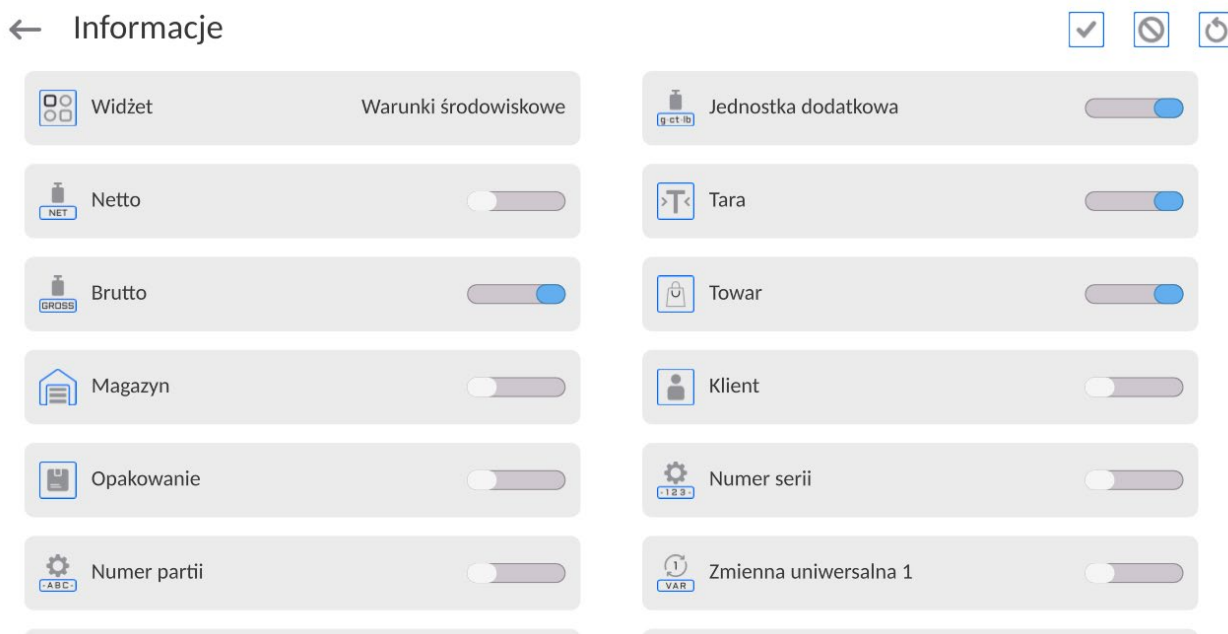 Informacje
Widżet Warunki środowiskowe
g·ct·lb Jednostka dodatkowa
NET Netto
>T< Tara
GROSS Brutto
Towar
Magazyn
Klient
Opakowanie
-123- Numer serii
-ABC- Numer partii
1 VAR Zmienna uniwersalna 1